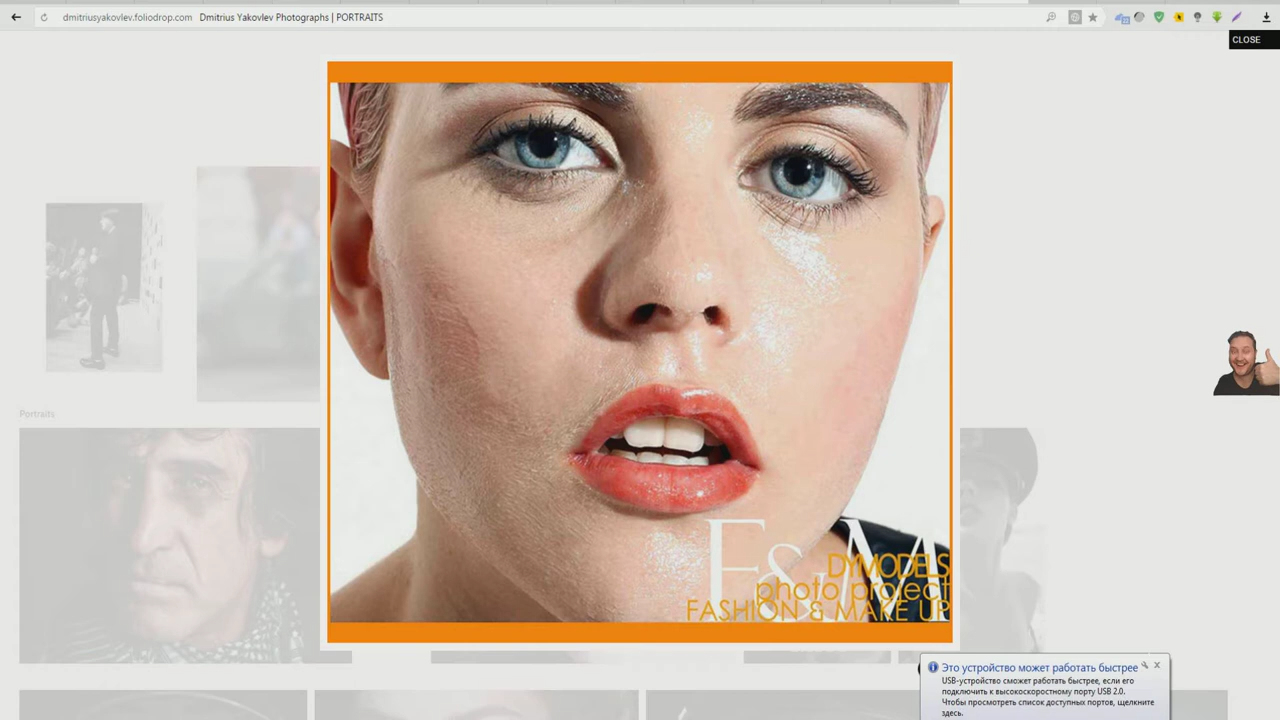 dmitriusyakovlev.foliodrop.com Dmitrius Yakovlev Photographs | PORTRAITS
CLOSE
Portraits
F&M
DYMODELS
photo project
FASHION & MAKE UP
Это устройство может работать быстрее
USB-устройство сможет работать быстрее, если его
подключить к высокоскоростному порту USB 2.0.
Чтобы просмотреть список доступных портов, щелкните
здесь.